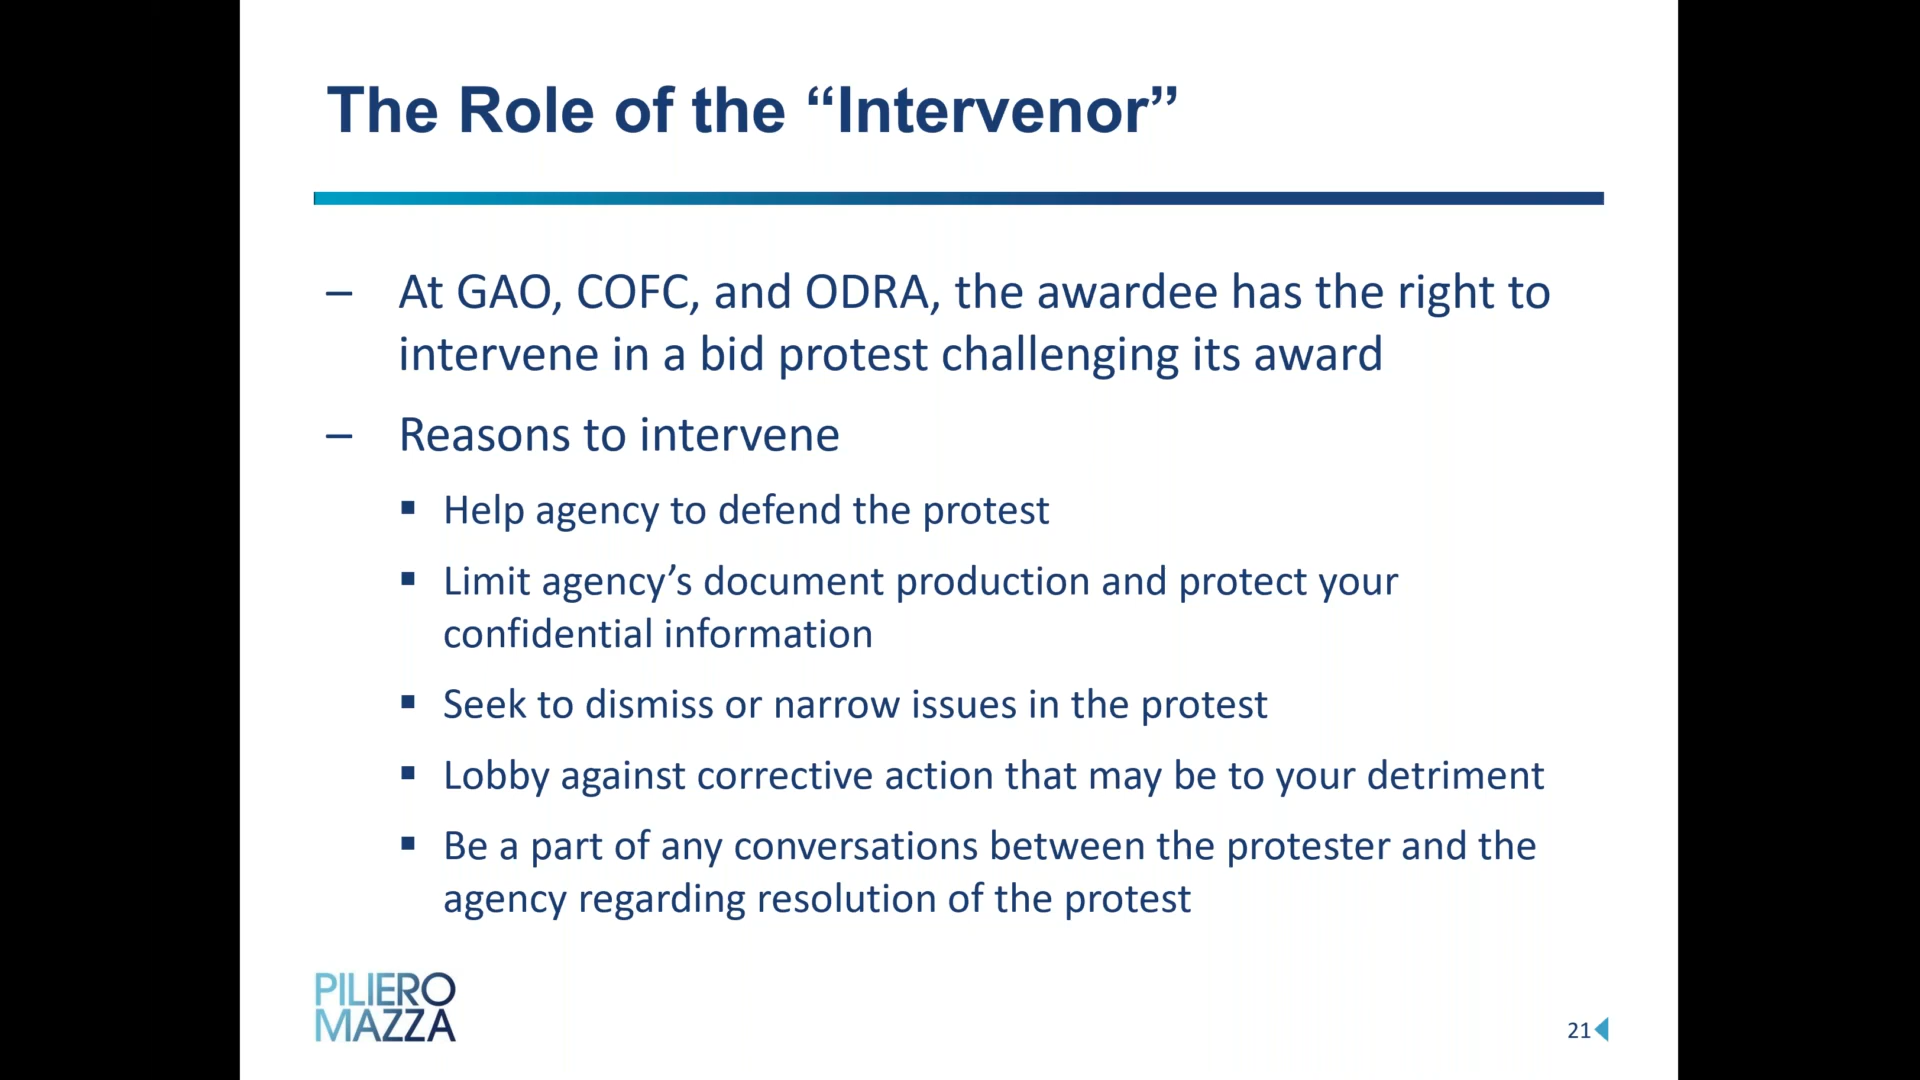 The Role of the “Intervenor”
– At GAO, COFC, and ODRA, the awardee has the right to
intervene in a bid protest challenging its award
– Reasons to intervene
▪ Help agency to defend the protest
▪ Limit agency’s document production and protect your
confidential information
▪ Seek to dismiss or narrow issues in the protest
▪ Lobby against corrective action that may be to your detriment
▪ Be a part of any conversations between the protester and the
agency regarding resolution of the protest
PILIERO
MAZZA
21